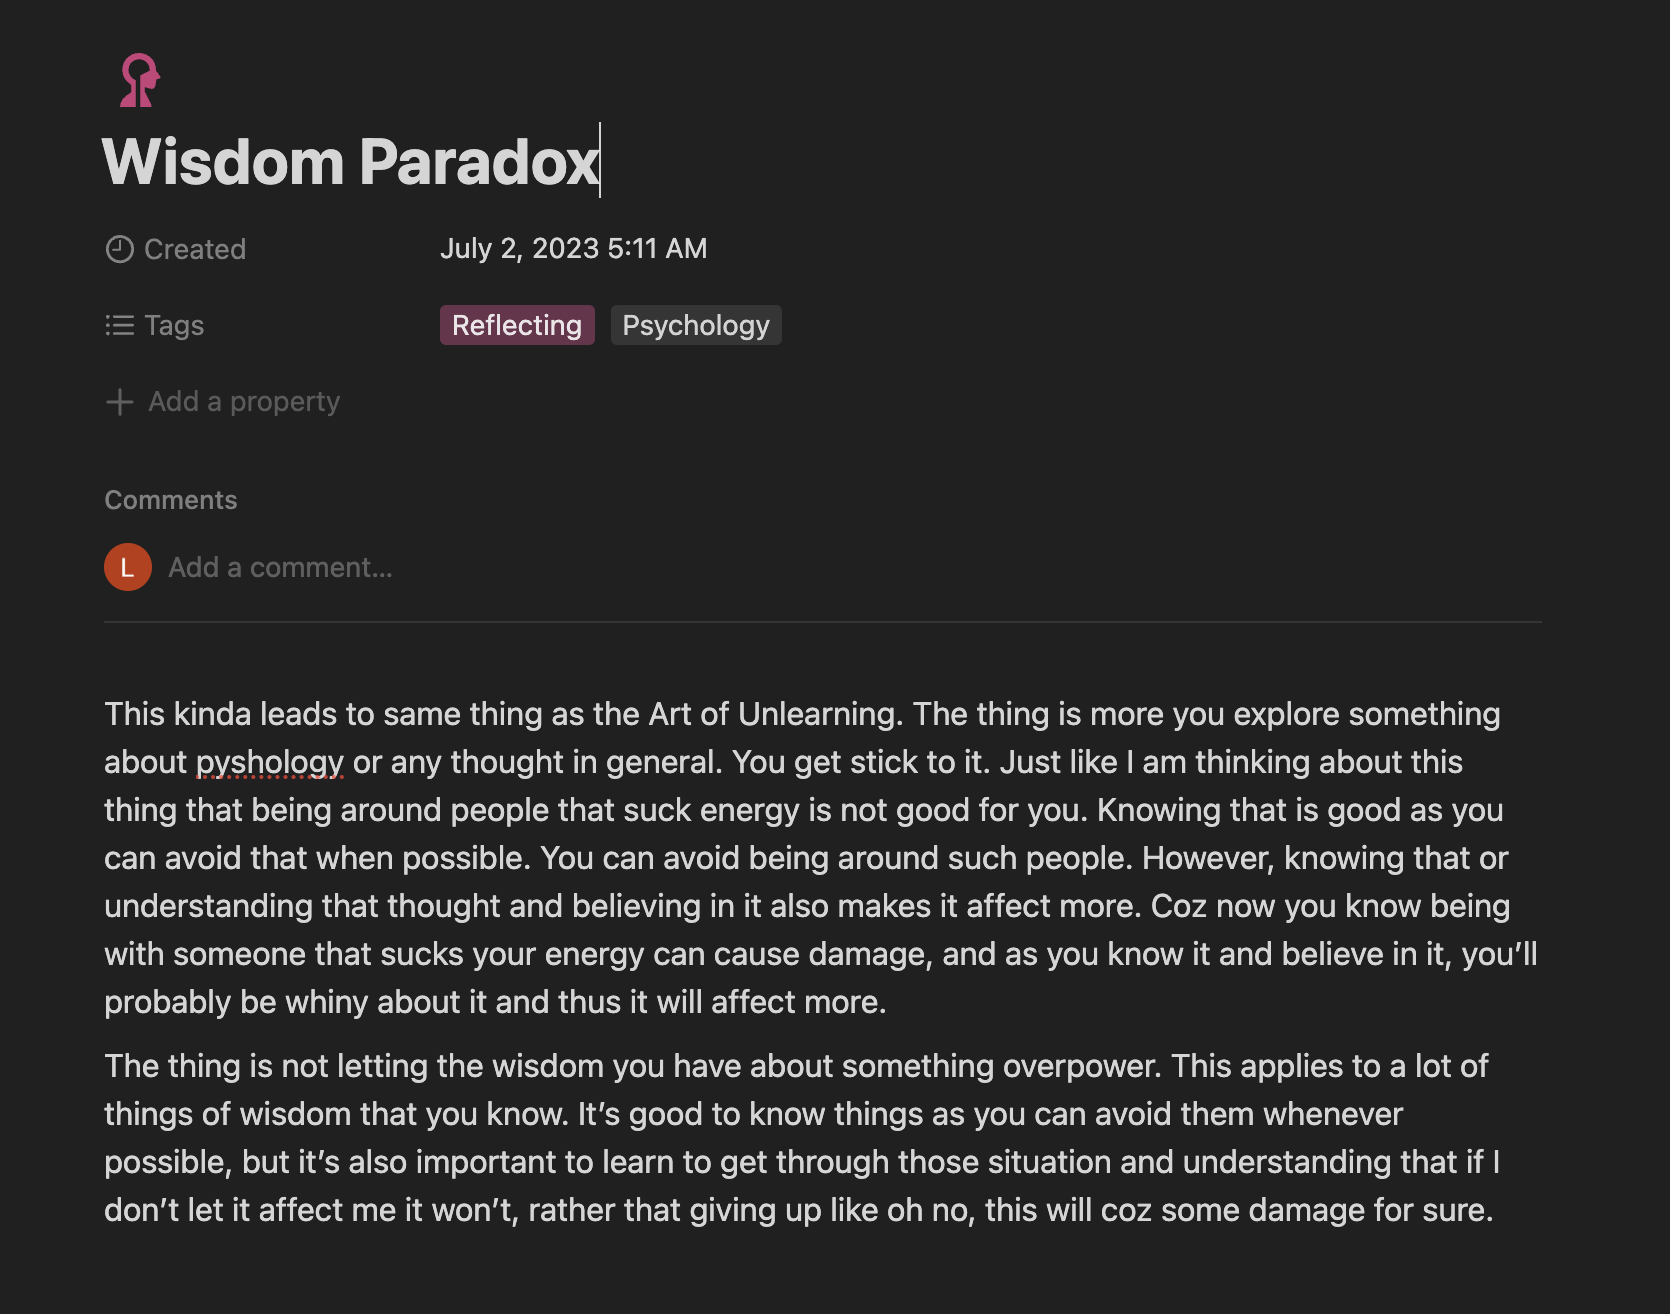 Wisdom Paradox
Created July 2, 2023 5:11 AM
Tags Reflecting Psychology
Add a property
Comments
L Add a comment...
This kinda leads to same thing as the Art of Unlearning. The thing is more you explore something
about pyshology or any thought in general. You get stick to it. Just like I am thinking about this
thing that being around people that suck energy is not good for you. Knowing that is good as you
can avoid that when possible. You can avoid being around such people. However, knowing that or
understanding that thought and believing in it also makes it affect more. Coz now you know being
with someone that sucks your energy can cause damage, and as you know it and believe in it, you’ll
probably be whiny about it and thus it will affect more.
The thing is not letting the wisdom you have about something overpower. This applies to a lot of
things of wisdom that you know. It’s good to know things as you can avoid them whenever
possible, but it’s also important to learn to get through those situation and understanding that if I
don’t let it affect me it won’t, rather that giving up like oh no, this will coz some damage for sure.